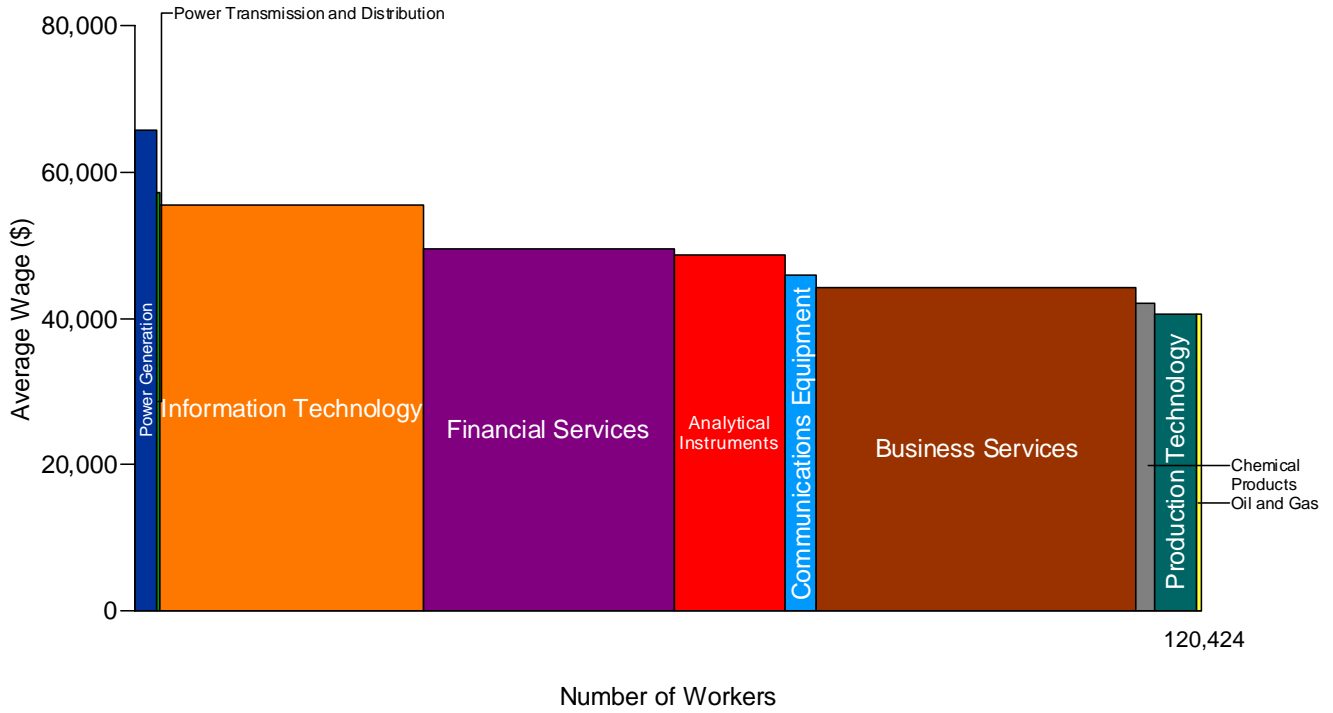 Power Transmission and Distribution
80,000
60,000
40,000
20,000
0
Average Wage ($)
Power Generation
Information Technology
Financial Services
Analytical
Instruments
Communications Equipment
Business Services
Production Technology
Chemical
Products
Oil and Gas
120,424
Number of Workers